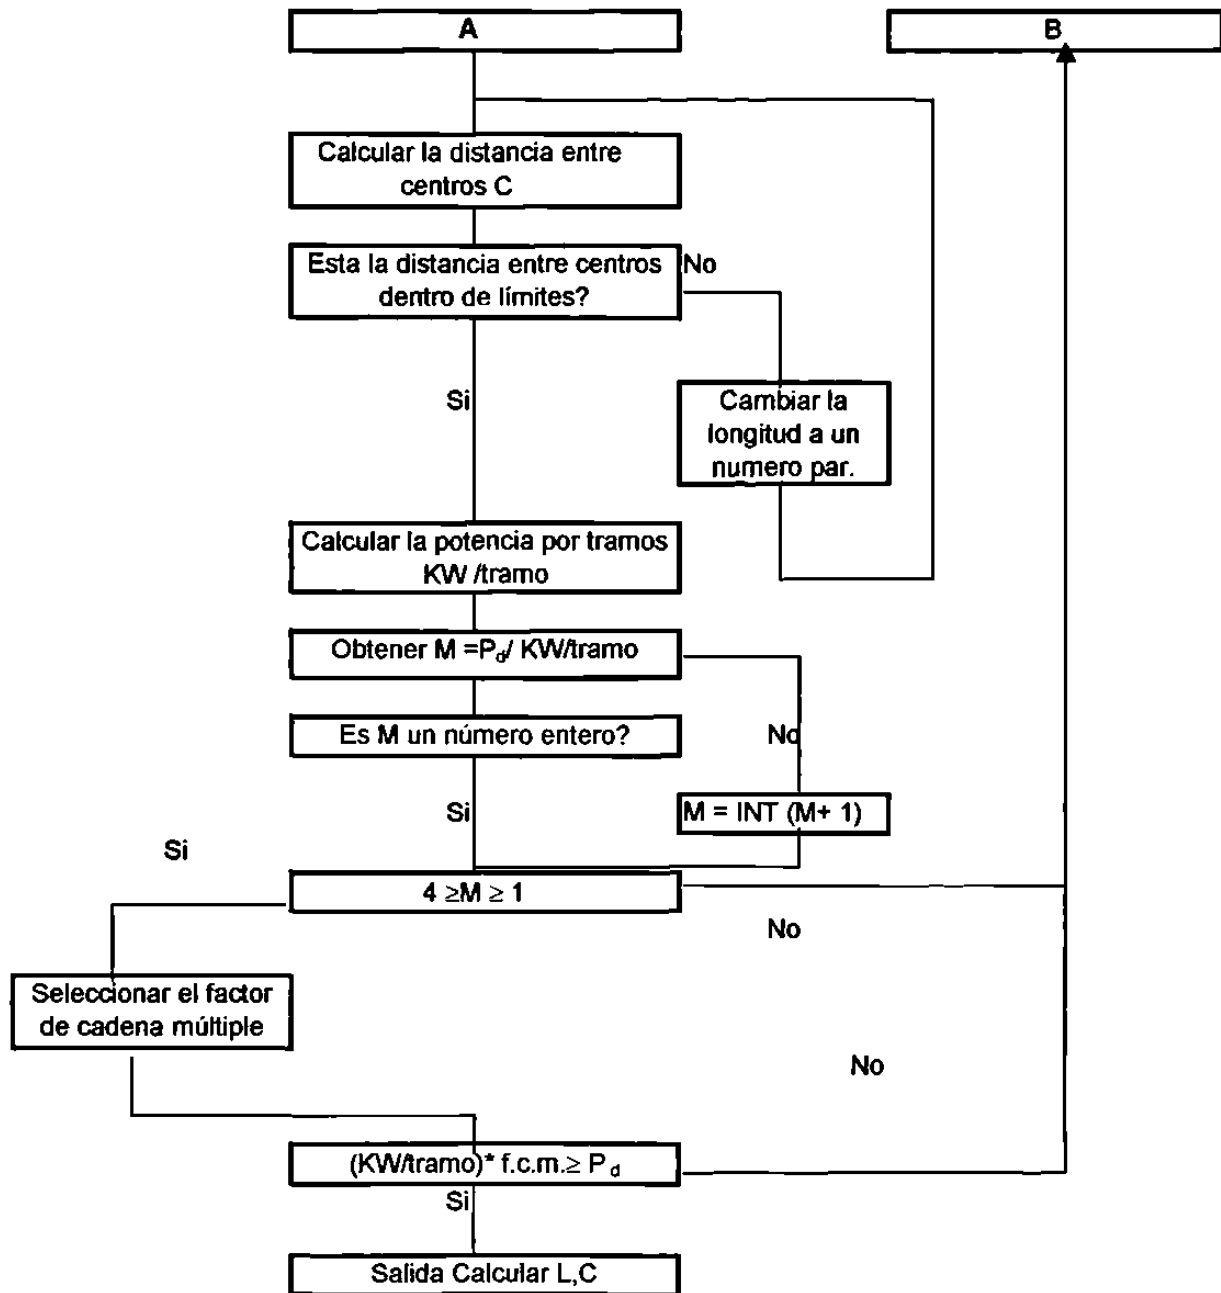 A
B
Calcular la distancia entre
centros C
Esta la distancia entre centros
dentro de límites?
No
Si
Cambiar la
longitud a un
numero par.
Calcular la potencia por tramos
KW /tramo
Obtener M =Pd/ KW/tramo
Es M un número entero?
No
Si
M = INT (M+ 1)
Si
4 ≥M ≥ 1
No
Seleccionar el factor
de cadena múltiple
No
(KW/tramo)* f.c.m.≥ P d
Si
Salida Calcular L,C